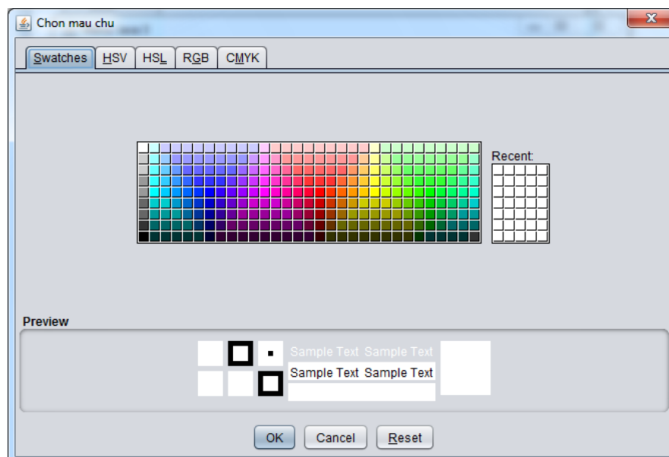 Chon mau chu
Swatches HSV HSL RGB CMYK
Recent:
Preview
Sample Text Sample Text
Sample Text Sample Text
OK Cancel Reset